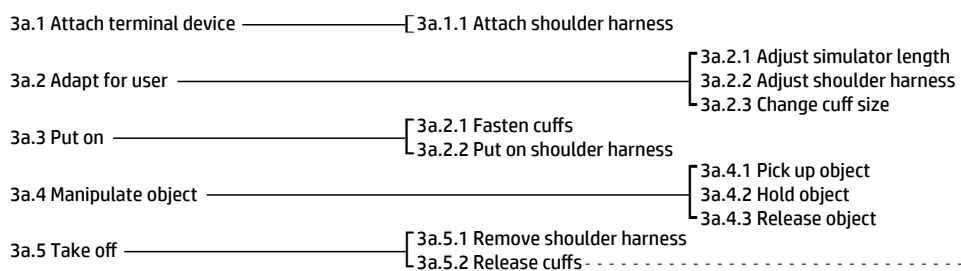 3a.1 Attach terminal device
3a.1.1 Attach shoulder harness
3a.2 Adapt for user
3a.2.1 Adjust simulator length
3a.2.2 Adjust shoulder harness
3a.2.3 Change cuff size
3a.3 Put on
3a.2.1 Fasten cuffs
3a.2.2 Put on shoulder harness
3a.4 Manipulate object
3a.4.1 Pick up object
3a.4.2 Hold object
3a.4.3 Release object
3a.5 Take off
3a.5.1 Remove shoulder harness
3a.5.2 Release cuffs